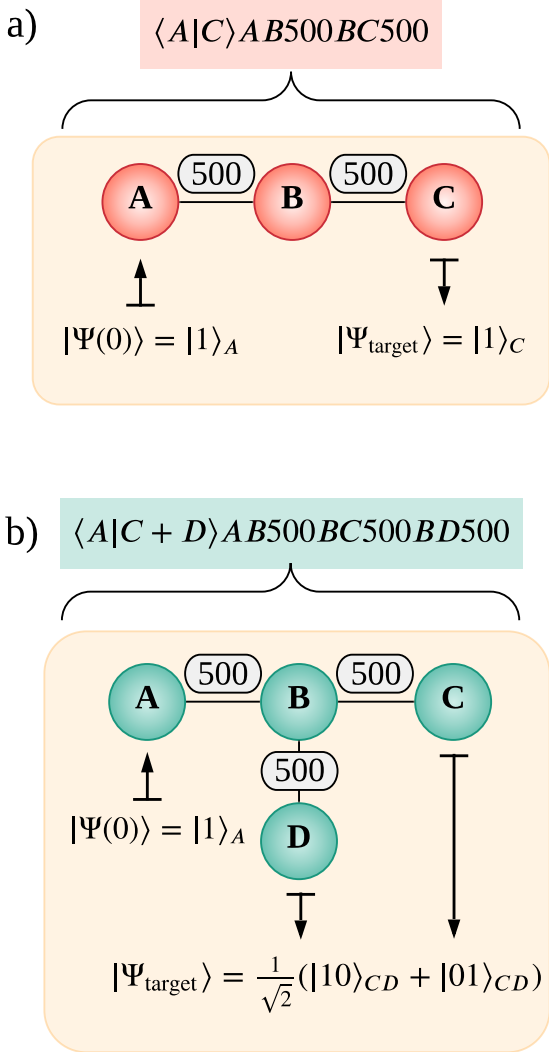 a)
⟨A|C⟩AB500BC500
500 500
A B C
|Ψ(0)⟩ = |1⟩_A |Ψ_target⟩ = |1⟩_C
b)
⟨A|C + D⟩AB500BC500BD500
500 500
A B C
500
|Ψ(0)⟩ = |1⟩_A D
|Ψ_target⟩ = 1/√2 (|10⟩_CD + |01⟩_CD)